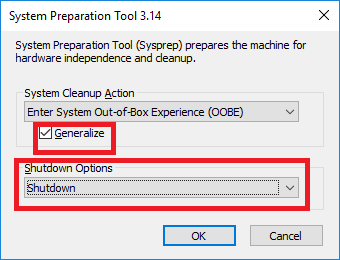 System Preparation Tool 3.14
System Preparation Tool (Sysprep) prepares the machine for
hardware independence and cleanup.
System Cleanup Action
Enter System Out-of-Box Experience (OOBE)
Generalize
Shutdown Options
Shutdown
OK
Cancel